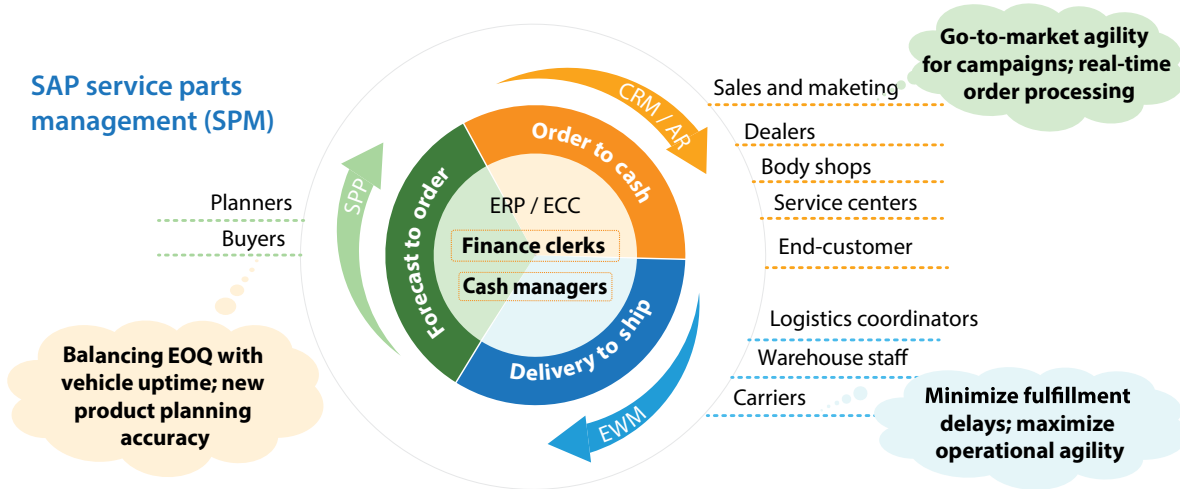 SAP service parts
management (SPM)
Go-to-market agility
for campaigns; real-time
order processing
CRM / AR
Sales and maketing
Dealers
Body shops
Service centers
End-customer
Order to cash
SPP
Forecast to order
Planners
Buyers
ERP / ECC
Finance clerks
Cash managers
Balancing EOQ with
vehicle uptime; new
product planning
accuracy
Delivery to ship
EWM
Logistics coordinators
Warehouse staff
Carriers
Minimize fulfillment
delays; maximize
operational agility